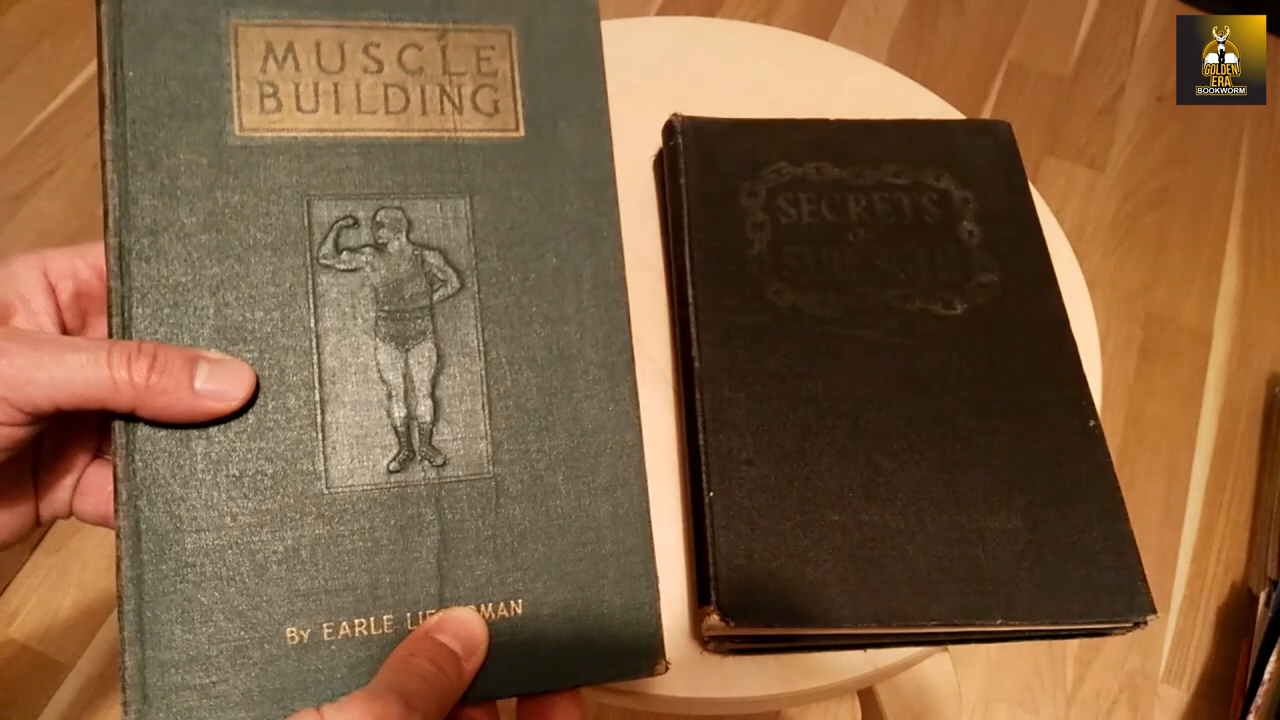 MUSCLE
BUILDING
By EARLE
SECRETS
GOLDEN
ERA
BOOKWORM